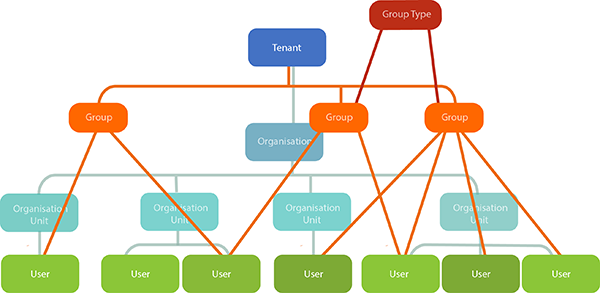 Group Type
Tenant
Group
Group
Group
Organisation
Organisation
Unit
Organisation
Unit
Organisation
Unit
Organisation
Unit
User
User
User
User
User
User
User